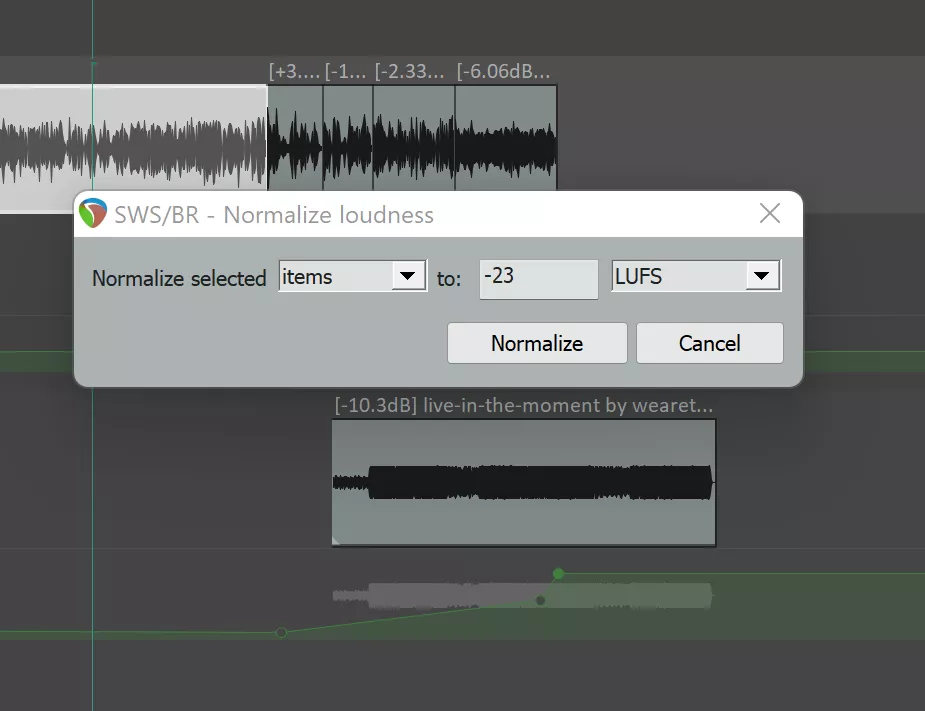 [+3.... [-1... [-2.33... [-6.06dB...
SWS/BR - Normalize loudness
Normalize selected items to: -23 LUFS
Normalize Cancel
[-10.3dB] live-in-the-moment by wearet...